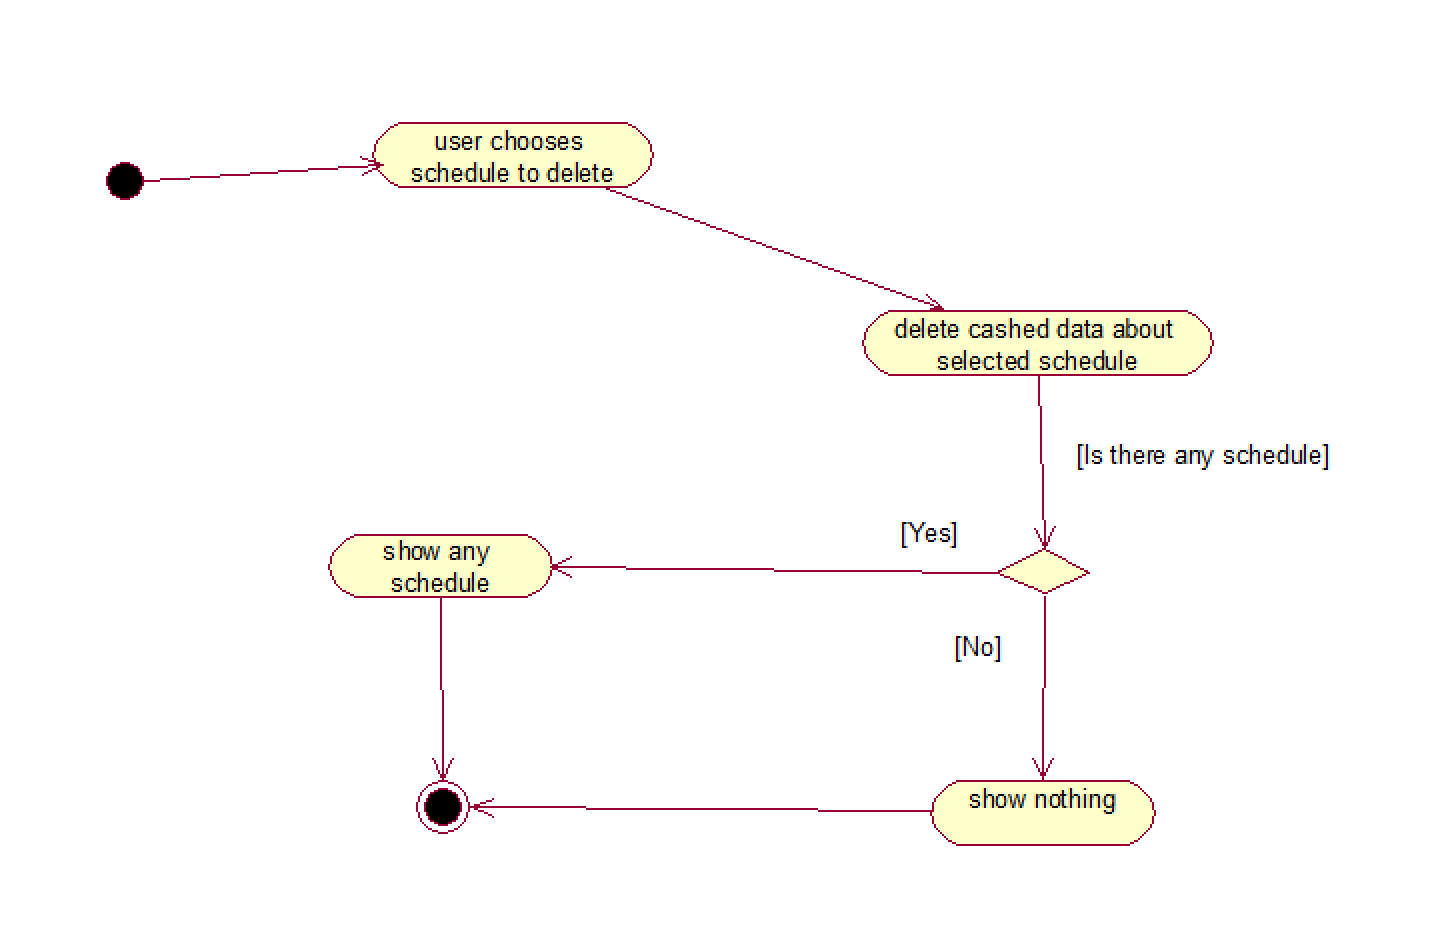 user chooses
schedule to delete
delete cashed data about
selected schedule
[Is there any schedule]
[Yes]
show any
schedule
[No]
show nothing